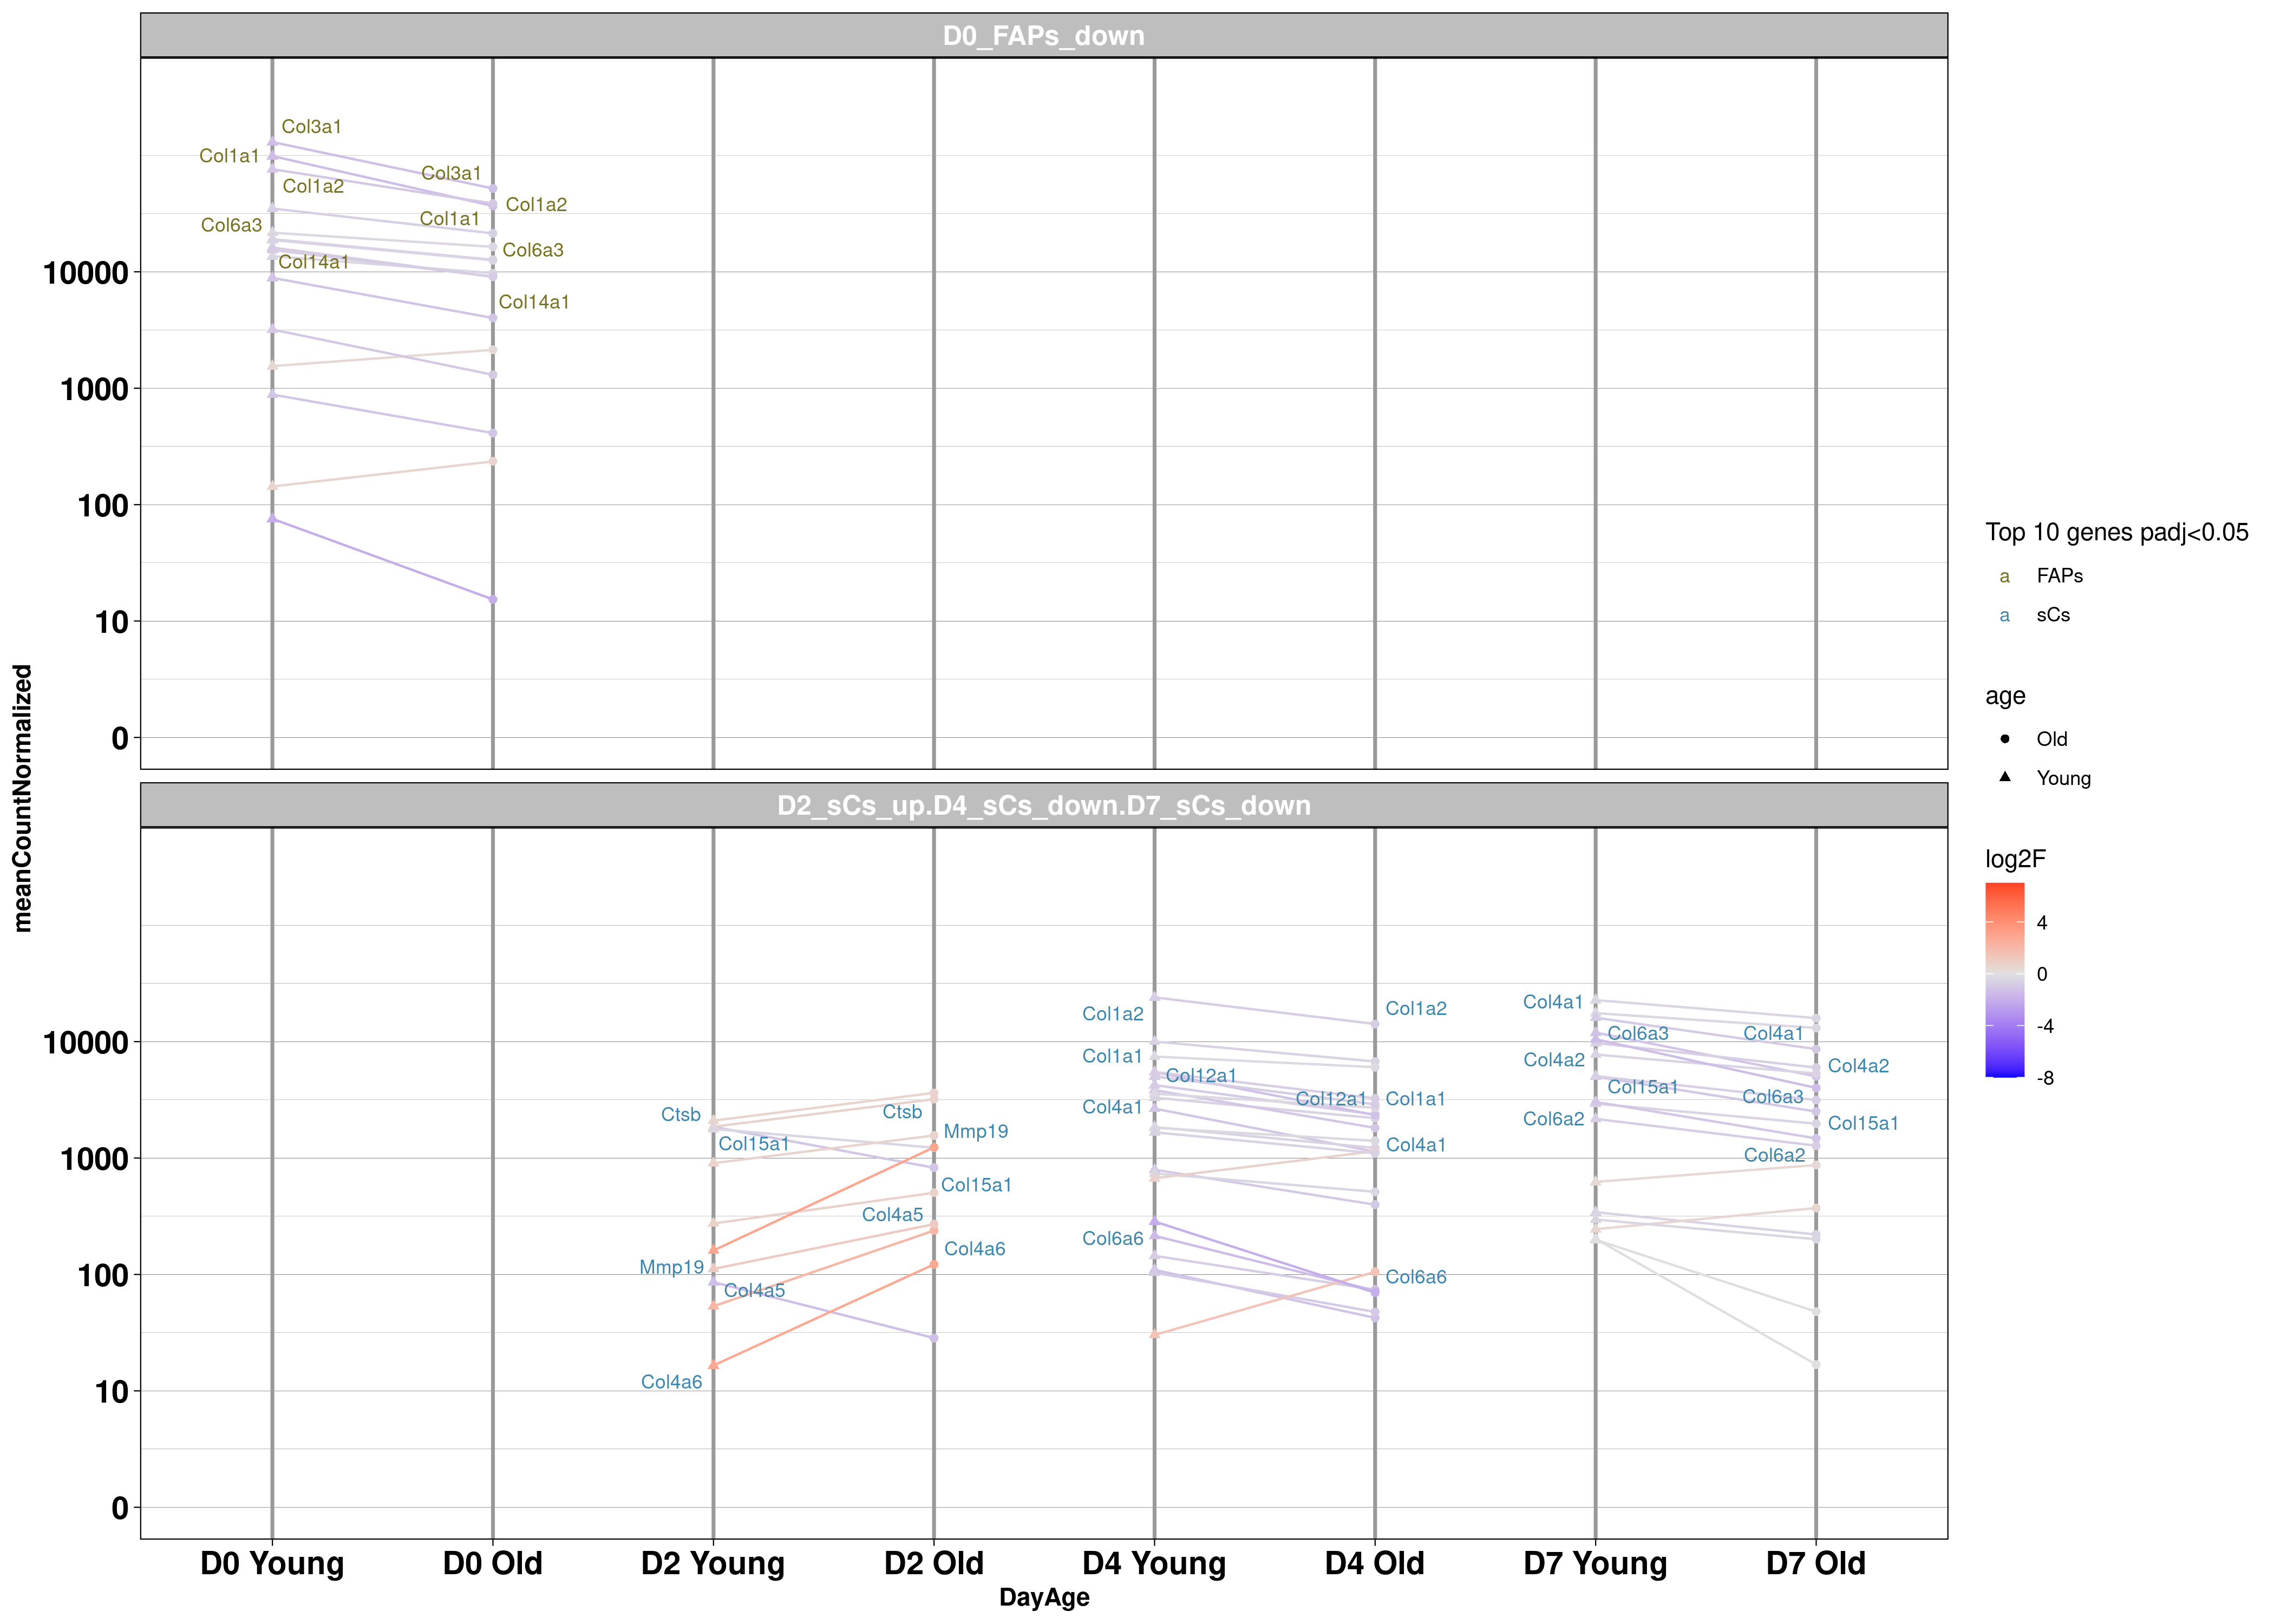 D0_FAPs_down
Col3a1
Col1a1
Col3a1
Col1a2
Col1a2
Col1a1
Col6a3
Col6a3
Col14a1
Col14a1
10000
1000
100
10
0
meanCountNormalized
D2_sCs_up.D4_sCs_down.D7_sCs_down
Col4a1
Col1a2
Col1a2
Col6a3
Col4a1
Col1a1
Col4a2
Col4a2
Col12a1
Col15a1
Col6a3
Col12a1
Col1a1
Col4a1
Ctsb
Ctsb
Col6a2
Col15a1
Mmp19
Col15a1
Col4a1
Col6a2
Col15a1
Col4a5
Col6a6
Col4a6
Mmp19
Col6a6
Col4a5
Col4a6
10000
1000
100
10
0
D0 Young
D0 Old
D2 Young
D2 Old
D4 Young
D4 Old
D7 Young
D7 Old
DayAge
Top 10 genes padj<0.05
a FAPs
a sCs
age
Old
Young
log2F
4
0
-4
-8